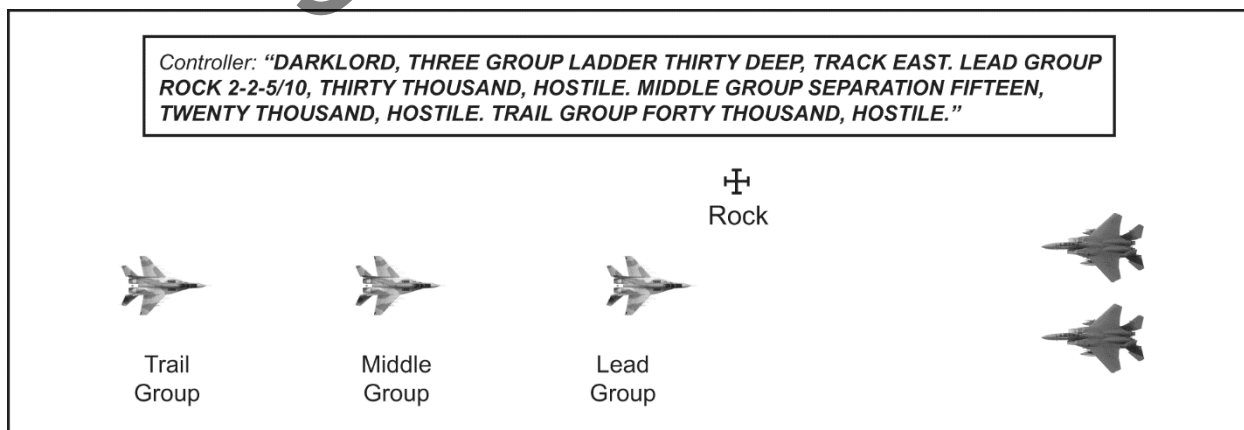 Controller: “DARKLORD, THREE GROUP LADDER THIRTY DEEP, TRACK EAST. LEAD GROUP
ROCK 2-2-5/10, THIRTY THOUSAND, HOSTILE. MIDDLE GROUP SEPARATION FIFTEEN,
TWENTY THOUSAND, HOSTILE. TRAIL GROUP FORTY THOUSAND, HOSTILE.”
Rock
Trail
Group
Middle
Group
Lead
Group